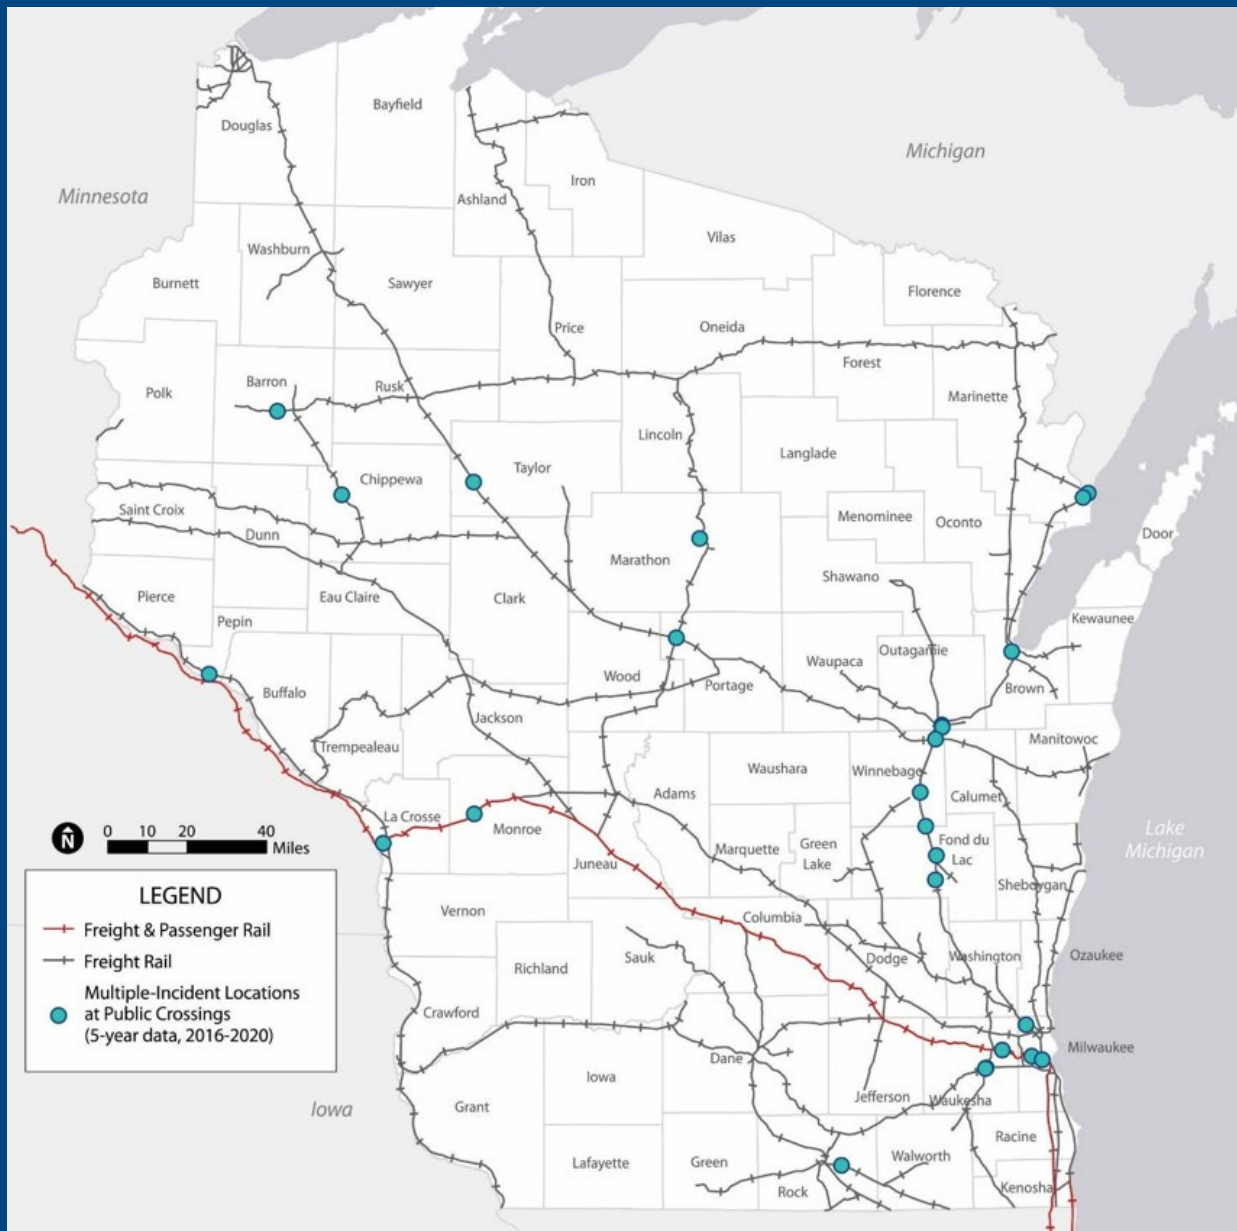 Bayfield
Douglas
Michigan
Minnesota
Iron
Ashland
Vilas
Washburn
Burnett
Sawyer
Florence
Price
Oneida
Forest
Barron
Rusk
Polk
Marinette
Lincoln
Langlade
Taylor
Chippewa
Saint Croix
Menominee
Oconto
Dunn
Door
Marathon
Shawano
Pierce
Eau Claire
Clark
Pepin
Kewaunee
Outagamie
Waupaca
Wood
Portage
Brown
Buffalo
Jackson
Trempealeau
Manitowoc
Waushara
Winnebago
Adams
Calumet
La Crosse
Monroe
Lake
Michigan
N
0 10 20 40
Miles
Green
Lake
Fond du
Lac
Marquette
Juneau
Sheboygan
LEGEND
Freight & Passenger Rail
Freight Rail
Multiple-Incident Locations
at Public Crossings
(5-year data, 2016-2020)
Vernon
Columbia
Richland
Sauk
Dodge
Washington
Ozaukee
Crawford
Milwaukee
Dane
Iowa
Iowa
Jefferson
Waukesha
Grant
Racine
Walworth
Lafayette
Green
Rock
Kenosha